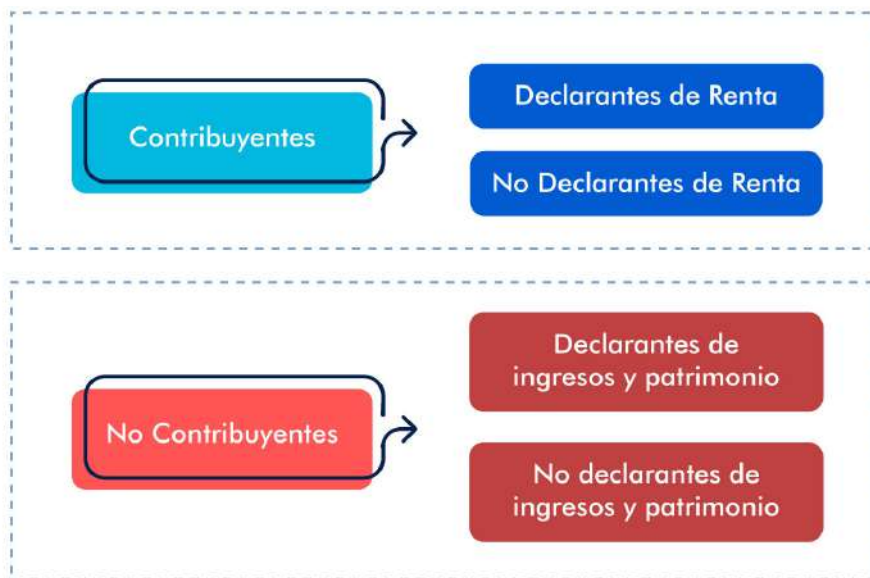 Contribuyentes
Declarantes de Renta
No Declarantes de Renta
No Contribuyentes
Declarantes de
ingresos y patrimonio
No declarantes de
ingresos y patrimonio